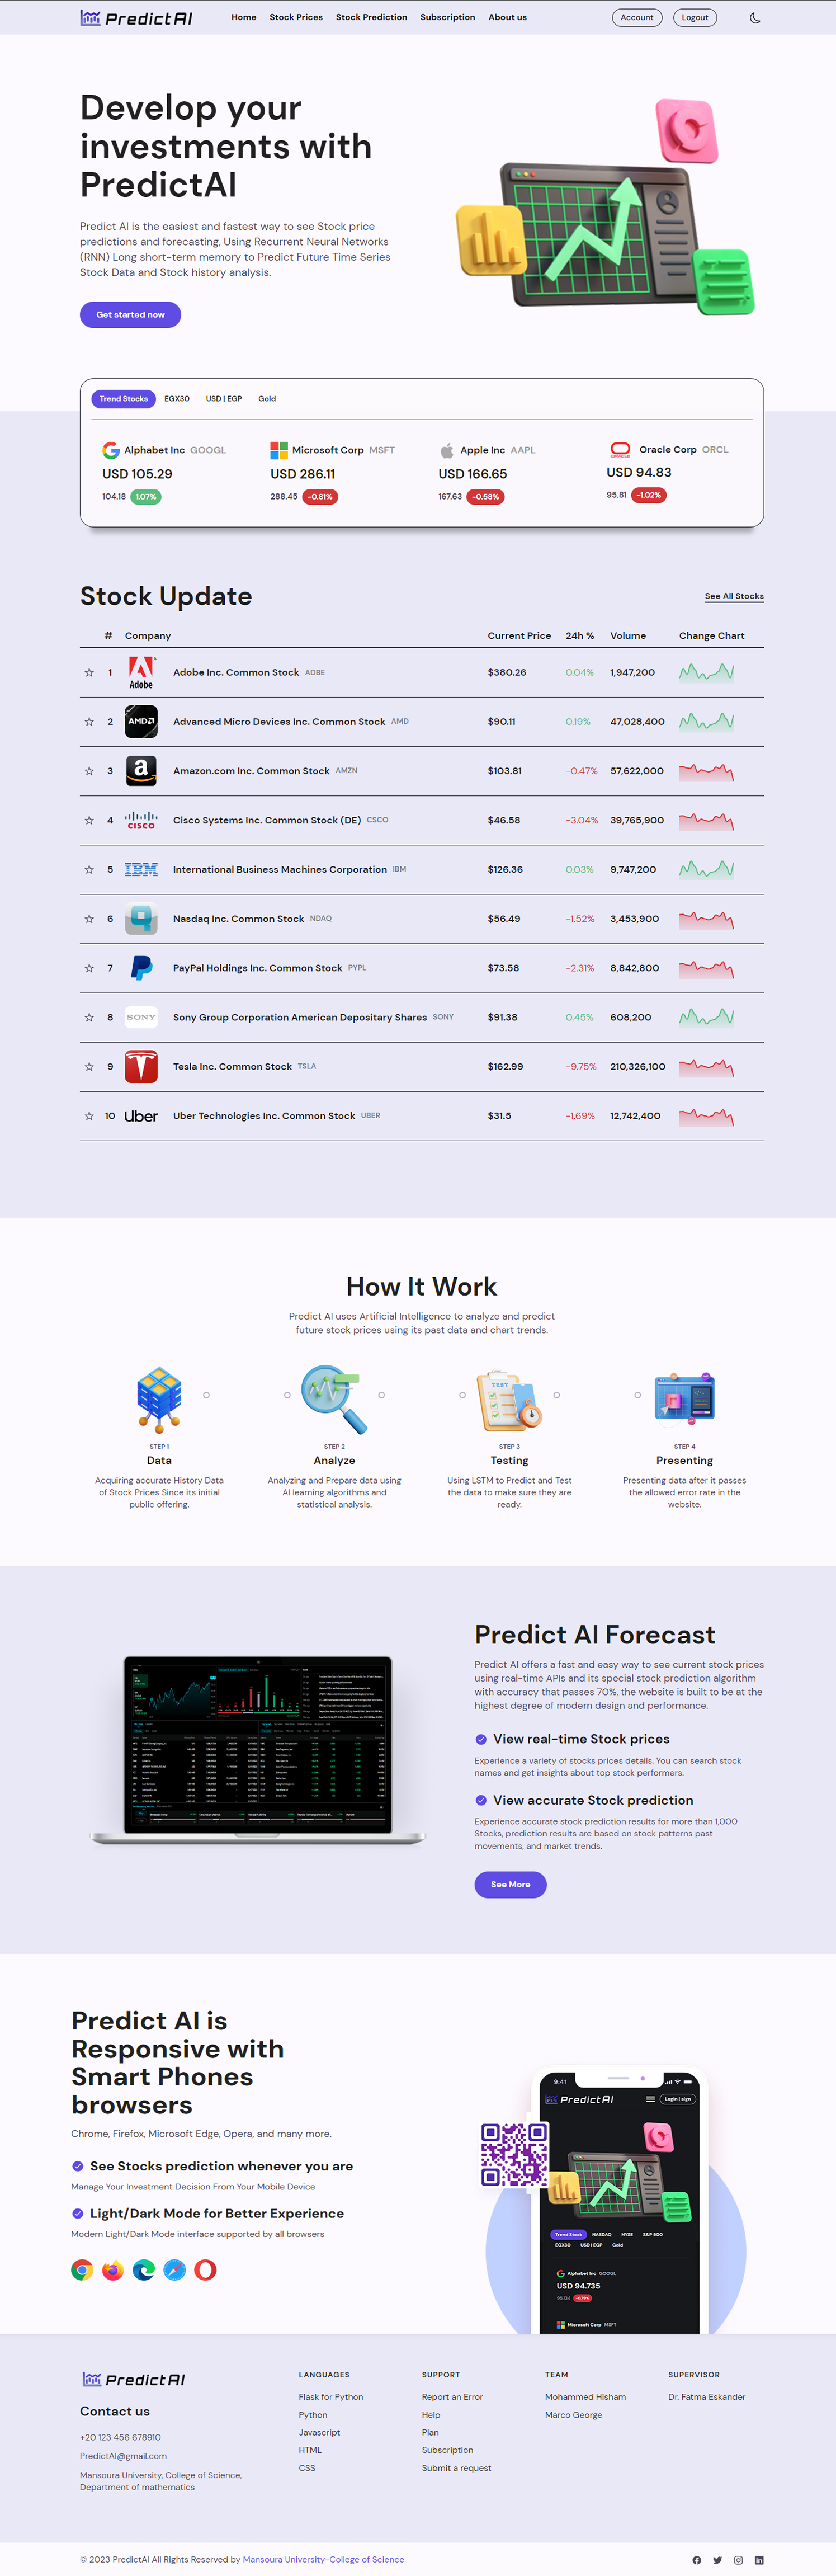 PredictAI Home Stock Prices Stock Prediction Subscription About us Account Logout
Develop your
investments with
PredictAI
Predict AI is the easiest and fastest way to see Stock price
predictions and forecasting, Using Recurrent Neural Networks
(RNN) Long short-term memory to Predict Future Time Series
Stock Data and Stock history analysis.
Get started now
Trend Stocks EGX30 USD | EGP Gold
Alphabet Inc GOOGL
USD 105.29
104.18 1.07%
Microsoft Corp MSFT
USD 286.11
288.45 -0.81%
Apple Inc AAPL
USD 166.65
167.63 -0.58%
ORACLE
Oracle Corp ORCL
USD 94.83
95.81 -1.02%
Stock Update
See All Stocks
# Company Current Price 24h % Volume Change Chart
1 Adobe Adobe Inc. Common Stock ADBE $380.26 0.04% 1,947,200
2 AMD Advanced Micro Devices Inc. Common Stock AMD $90.11 0.19% 47,028,400
3 a Amazon.com Inc. Common Stock AMZN $103.81 -0.47% 57,622,000
4 CISCO Cisco Systems Inc. Common Stock (DE) CSCO $46.58 -3.04% 39,765,900
5 IBM International Business Machines Corporation IBM $126.36 0.03% 9,747,200
6 Nasdaq Inc. Common Stock NDAQ $56.49 -1.52% 3,453,900
7 PayPal Holdings Inc. Common Stock PYPL $73.58 -2.31% 8,842,800
8 SONY Sony Group Corporation American Depositary Shares SONY $91.38 0.45% 608,200
9 Tesla Inc. Common Stock TSLA $162.99 -9.75% 210,326,100
10 Uber Uber Technologies Inc. Common Stock UBER $31.5 -1.69% 12,742,400
How It Work
Predict AI uses Artificial Intelligence to analyze and predict
future stock prices using its past data and chart trends.
STEP 1
Data
Acquiring accurate History Data
of Stock Prices Since its initial
public offering.
STEP 2
Analyze
Analyzing and Prepare data using
AI learning algorithms and
statistical analysis.
TEST
STEP 3
Testing
Using LSTM to Predict and Test
the data to make sure they are
ready.
STEP 4
Presenting
Presenting data after it passes
the allowed error rate in the
website.
Predict AI Forecast
Predict AI offers a fast and easy way to see current stock prices
using real-time APIs and its special stock prediction algorithm
with accuracy that passes 70%, the website is built to be at the
highest degree of modern design and performance.
View real-time Stock prices
Experience a variety of stocks prices details. You can search stock
names and get insights about top stock performers.
View accurate Stock prediction
Experience accurate stock prediction results for more than 1,000
Stocks, prediction results are based on stock patterns past
movements, and market trends.
See More
Predict AI is
Responsive with
Smart Phones
browsers
Chrome, Firefox, Microsoft Edge, Opera, and many more.
See Stocks prediction whenever you are
Manage Your Investment Decision From Your Mobile Device
Light/Dark Mode for Better Experience
Modern Light/Dark Mode interface supported by all browsers
9:41
PredictAI Login | sign
Trend Stock NASDAQ NYSE S&P 500
EGX30 USD | EGP Gold
Alphabet Inc GOOGL
USD 94.735
Microsoft Corp MSFT
PredictAI
Contact us
+20 123 456 678910
PredictAI@gmail.com
Mansoura University, College of Science,
Department of mathematics
LANGUAGES
Flask for Python
Python
Javascript
HTML
CSS
SUPPORT
Report an Error
Help
Plan
Subscription
Submit a request
TEAM
Mohammed Hisham
Marco George
SUPERVISOR
Dr. Fatma Eskander
© 2023 PredictAI All Rights Reserved by Mansoura University-College of Science